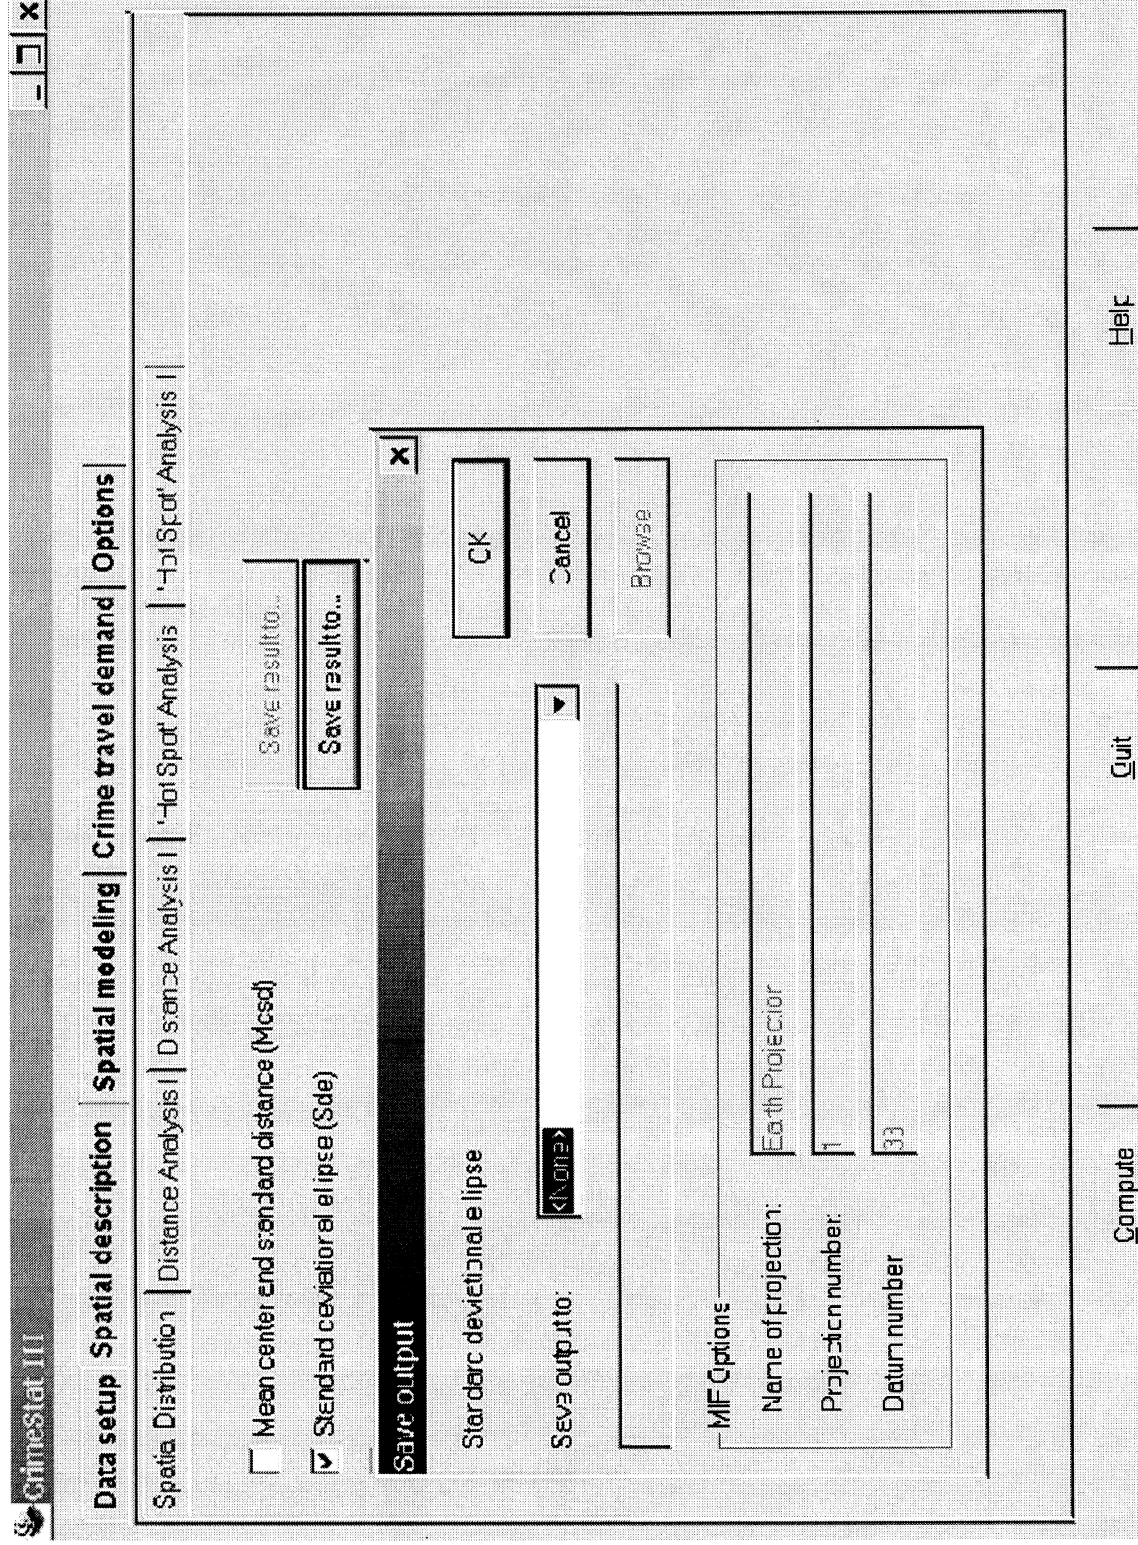 Crimestat III
Data setup Spatial description Spatial modeling Crime travel demand Options
Spatial Distribution Distance Analysis I Distance Analysis I 'Hot Spot' Analysis 'Hot Spot' Analysis I
Mean center and standard distance (Mcsd) Save result to...
Standard deviational ellipse (Sde) Save result to...
Save output
Standard deviational ellipse OK
Save output to: <None> Cancel
Browse
MIF Options
Name of projection: Earth Projection
Projection number: 1
Datum number 33
Compute Quit Help